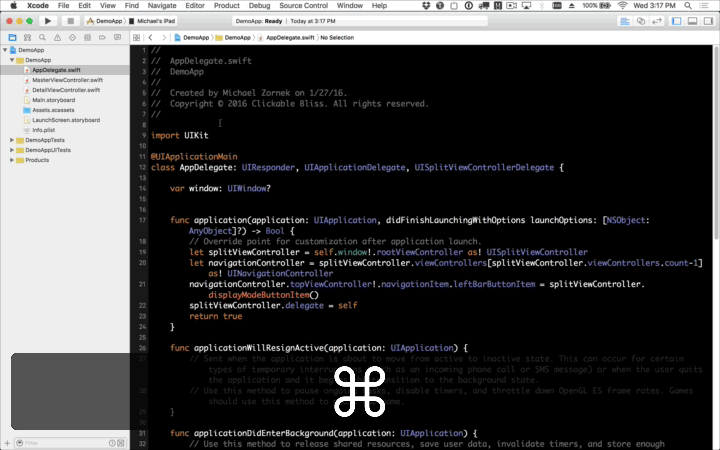 Xcode File Edit View Find Navigate Editor Product Debug Source Control Window Help 100% Wed 3:17 PM
DemoApp Michael's iPad DemoApp: Ready Today at 3:17 PM
DemoApp DemoApp AppDelegate.swift No Selection
DemoApp
DemoApp
AppDelegate.swift
MasterViewController.swift
DetailViewController.swift
Main.storyboard
Assets.xcassets
LaunchScreen.storyboard
Info.plist
DemoAppTests
DemoAppUITests
Products
Filter
1 //
2 // AppDelegate.swift
3 // DemoApp
4 //
5 // Created by Michael Zornek on 1/27/16.
6 // Copyright © 2016 Clickable Bliss. All rights reserved.
7 //
8
9 import UIKit
10
11 @UIApplicationMain
12 class AppDelegate: UIResponder, UIApplicationDelegate, UISplitViewControllerDelegate {
13
14 var window: UIWindow?
15
16
17 func application(application: UIApplication, didFinishLaunchingWithOptions launchOptions: [NSObject:
AnyObject]?) -> Bool {
18 // Override point for customization after application launch.
19 let splitViewController = self.window!.rootViewController as! UISplitViewController
20 let navigationController = splitViewController.viewControllers[splitViewController.viewControllers.count-1]
as! UINavigationController
21 navigationController.topViewController!.navigationItem.leftBarButtonItem = splitViewController.
displayModeButtonItem()
22 splitViewController.delegate = self
23 return true
24 }
25
26 func applicationWillResignActive(application: UIApplication) {
27 // Sent when the application is about to move from active to inactive state. This can occur for certain
types of temporary interruptions as an incoming phone call or SMS message) or when the user quits
the application and it begins transition to the background state.
28 // Use this method to pause ongoing tasks, disable timers, and throttle down OpenGL ES frame rates. Games
should use this method to game.
}
31 func applicationDidEnterBackground(application: UIApplication) {
32 // Use this method to release shared resources, save user data, invalidate timers, and store enough
⌘